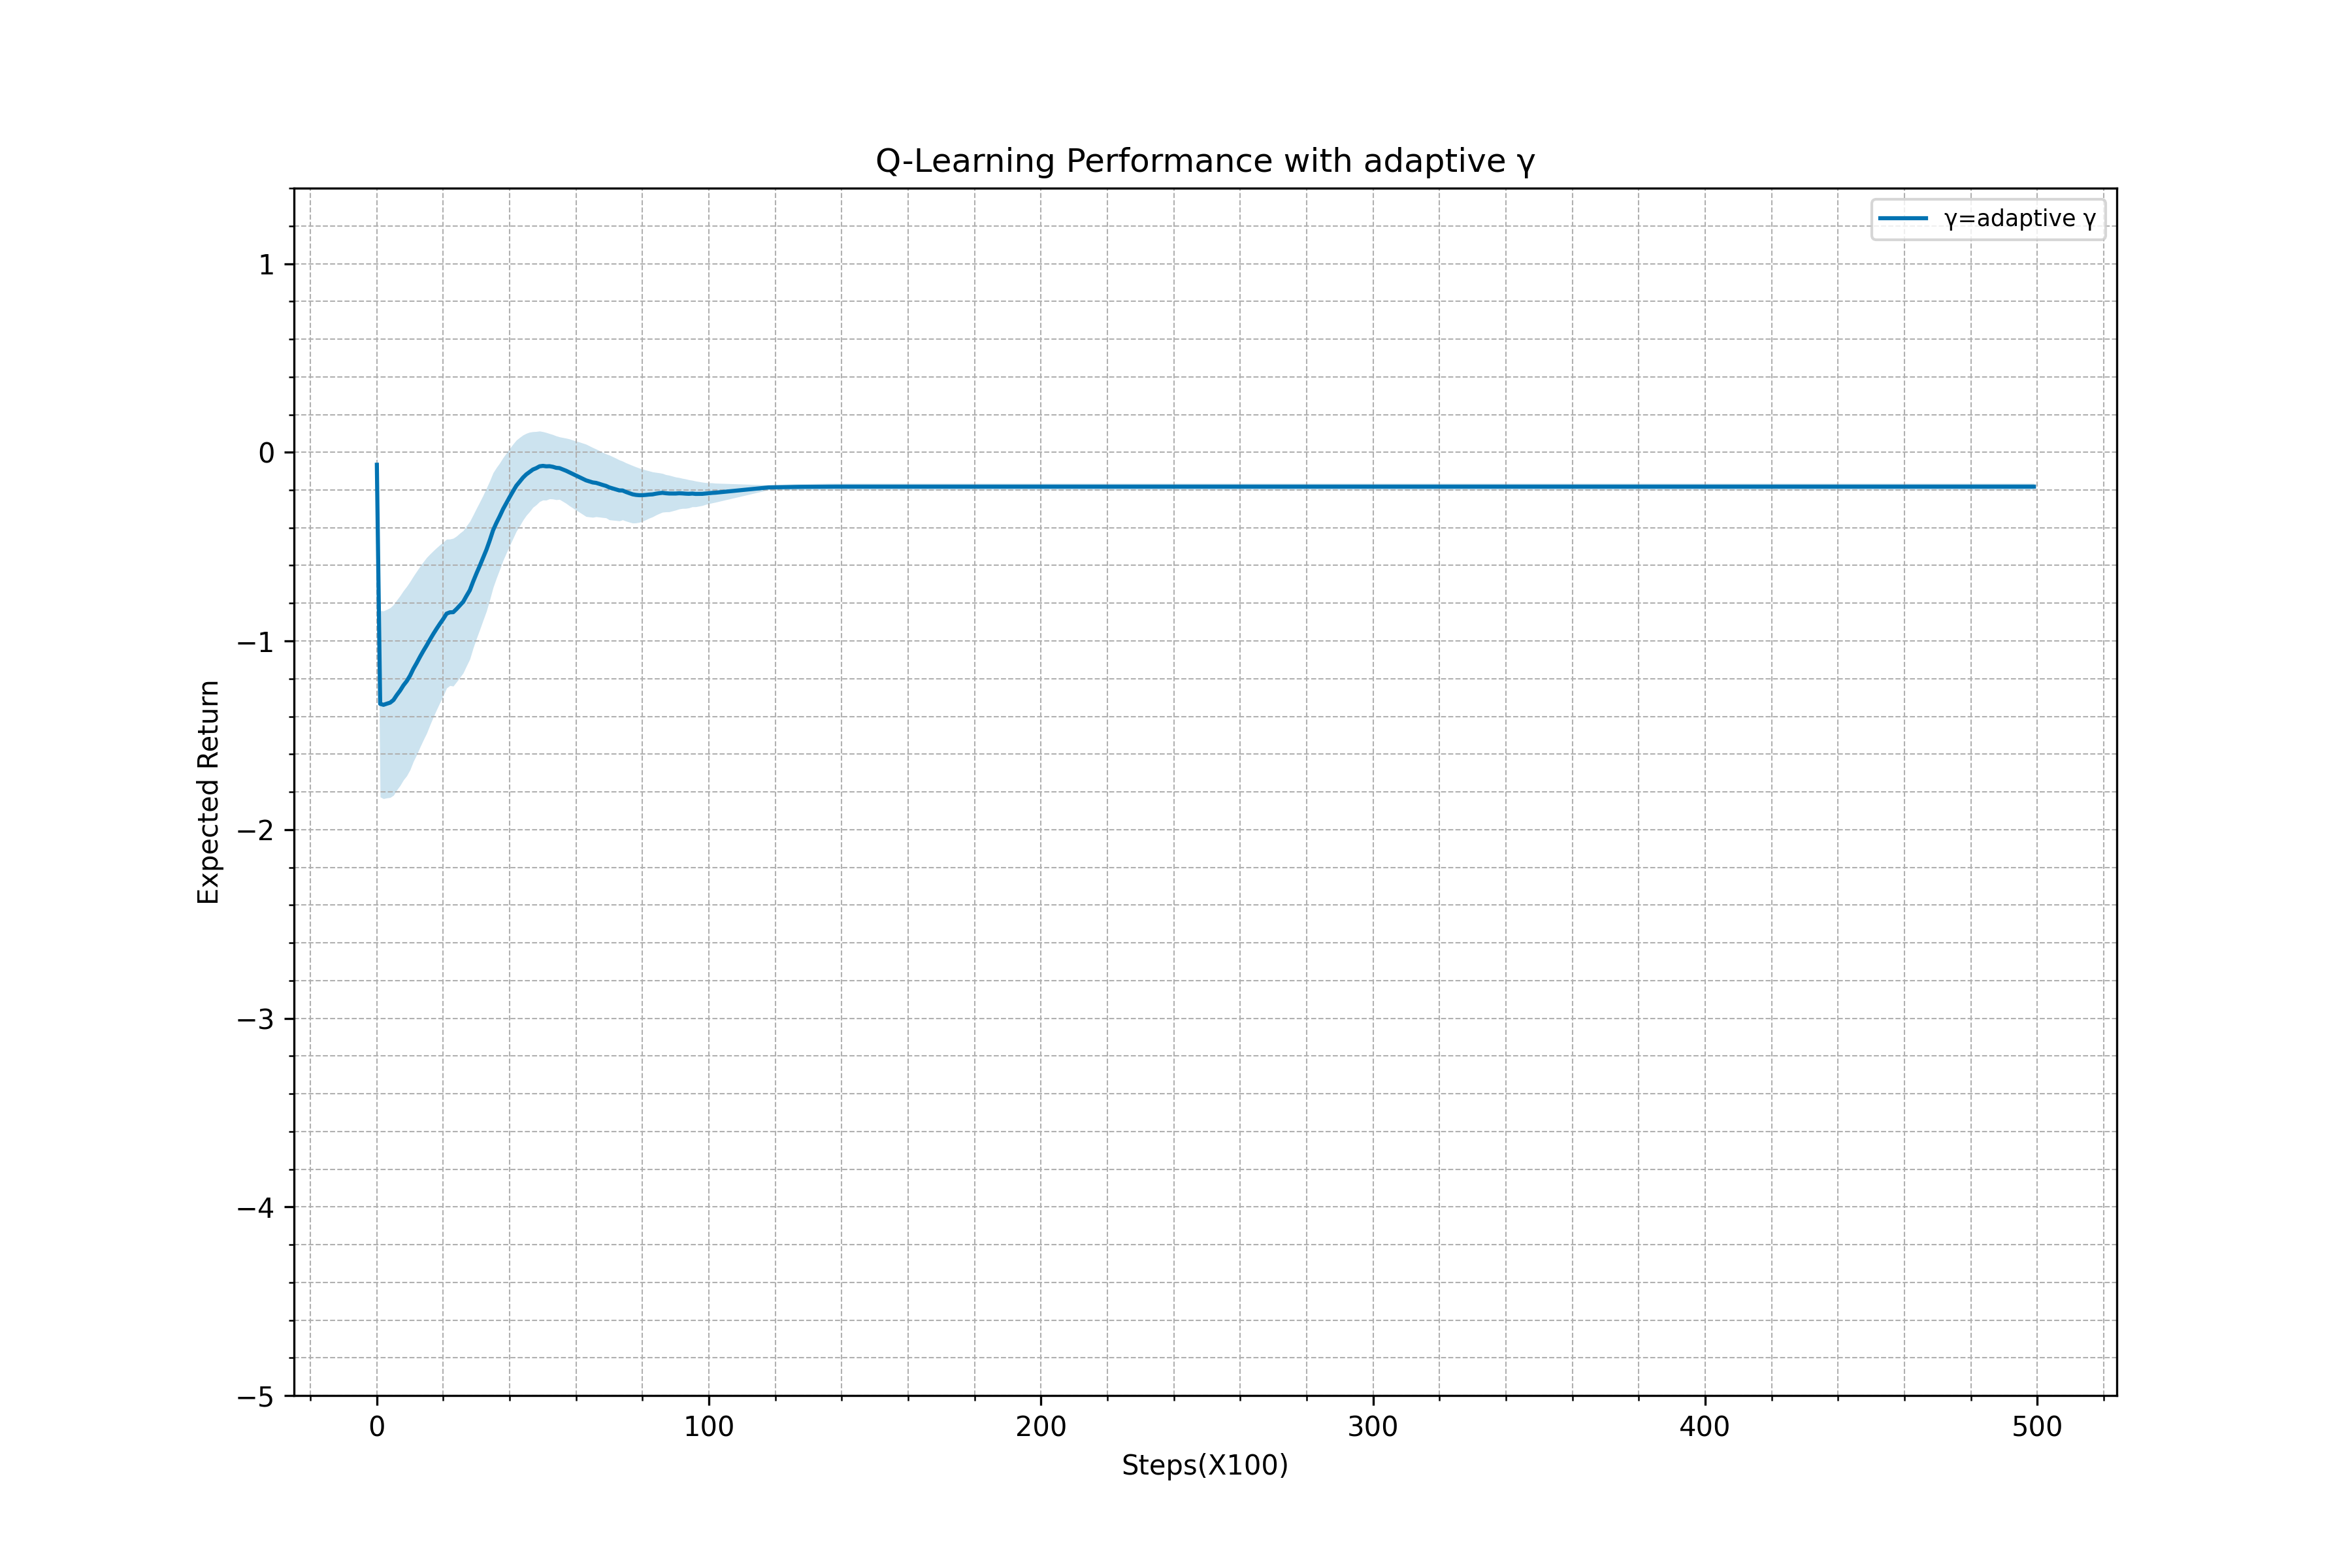 Q-Learning Performance with adaptive γ
γ=adaptive γ
Expected Return
1
0
−1
−2
−3
−4
−5
0 100 200 300 400 500
Steps(X100)